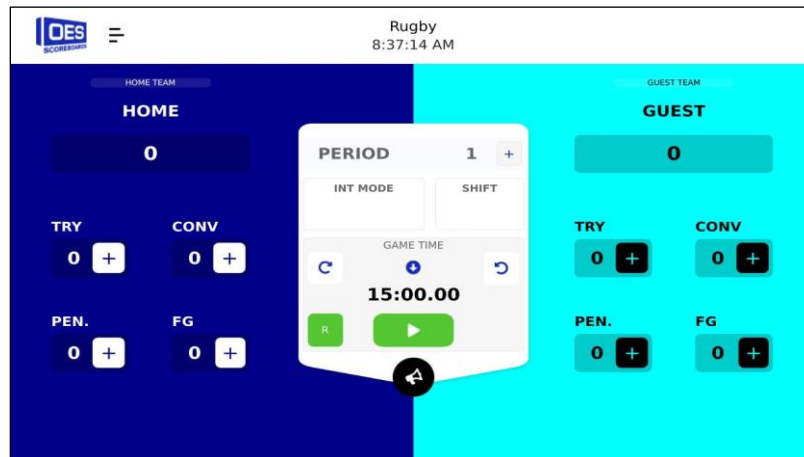 OES
SCOREBOARDS
Rugby
8:37:14 AM
HOME TEAM
HOME
0
TRY
0 +
CONV
0 +
PEN.
0 +
FG
0 +
PERIOD 1 +
INT MODE
SHIFT
GAME TIME
15:00.00
R
GUEST TEAM
GUEST
0
TRY
0 +
CONV
0 +
PEN.
0 +
FG
0 +